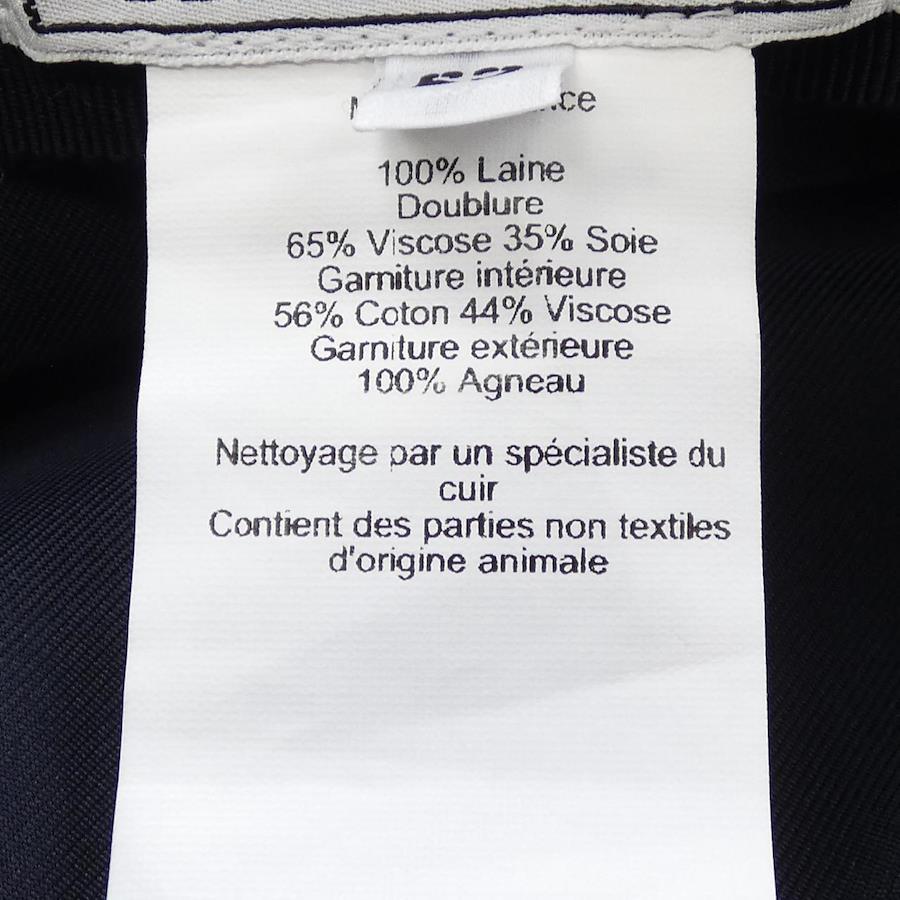 100% Laine
Doublure
65% Viscose 35% Soie
Garniture intérieure
56% Coton 44% Viscose
Garniture extérieure
100% Agneau
Nettoyage par un spécialiste du
cuir
Contient des parties non textiles
d'origine animale